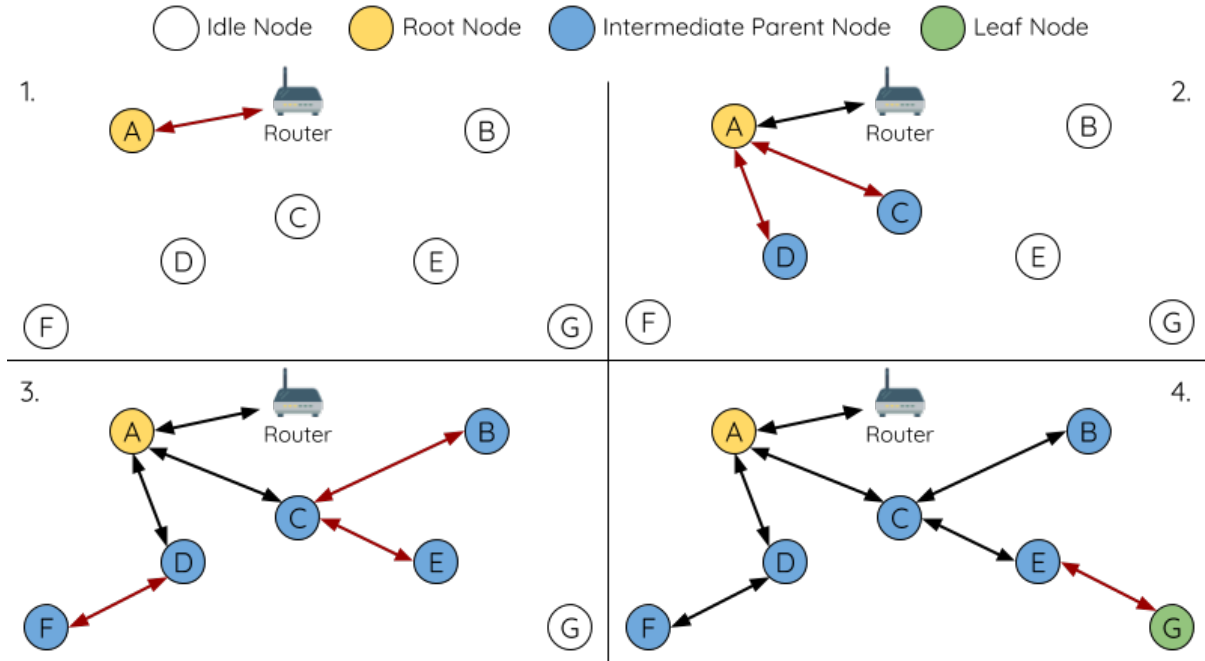 Idle Node Root Node Intermediate Parent Node Leaf Node
1.
A
Router
B
C
D
E
F
G
2.
A
Router
B
C
D
E
F
G
3.
A
Router
B
C
D
E
F
G
4.
A
Router
B
C
D
E
F
G